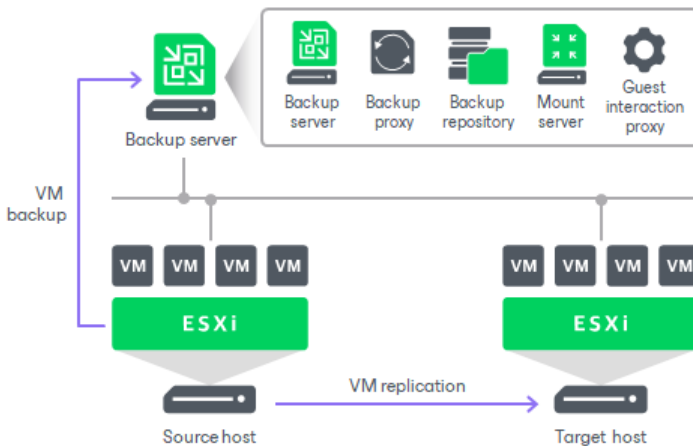 Backup server
Backup
server
Backup
proxy
Backup
repository
Mount
server
Guest
interaction
proxy
VM
backup
VM VM VM VM
VM VM VM VM
ESXi
ESXi
VM replication
Source host
Target host